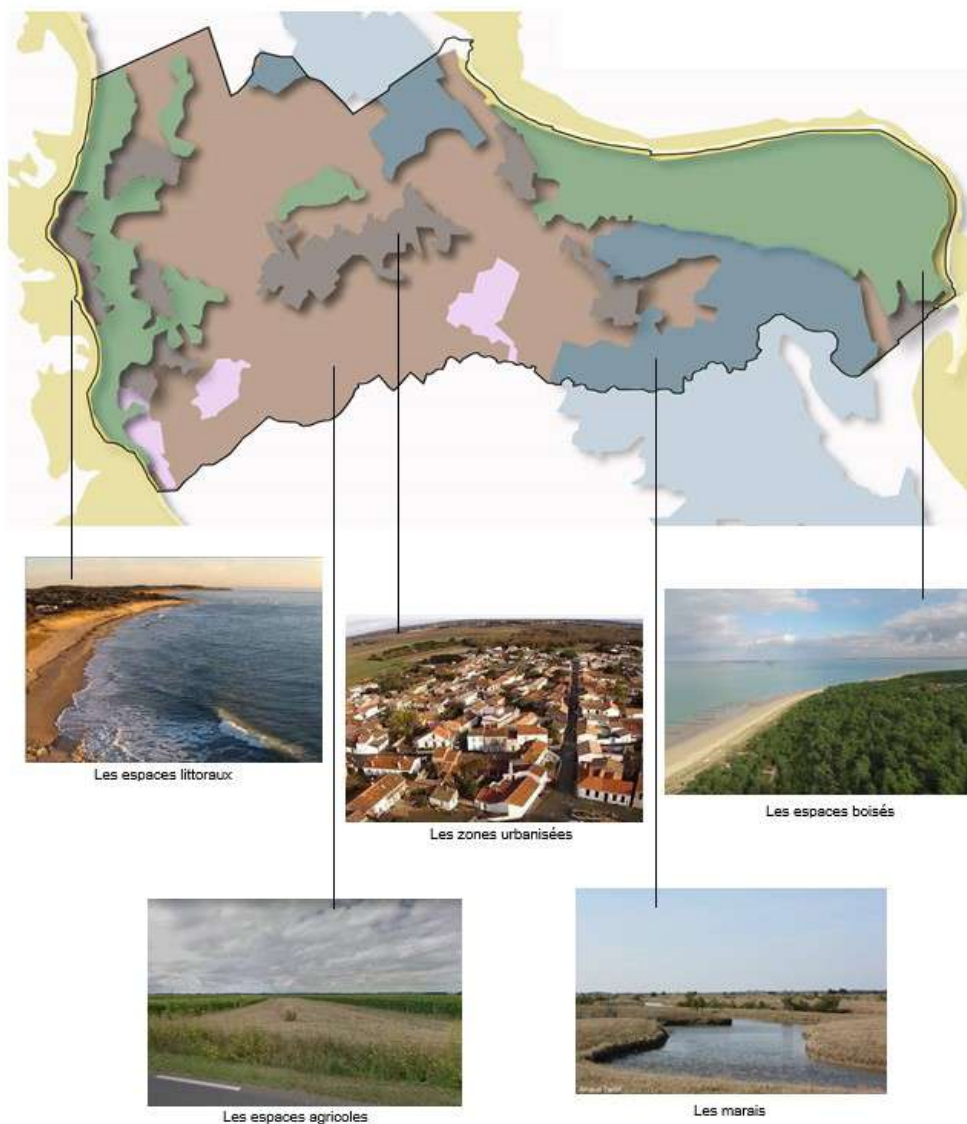 Les espaces littoraux
Les zones urbanisées
Les espaces boisés
Les espaces agricoles
Les marais